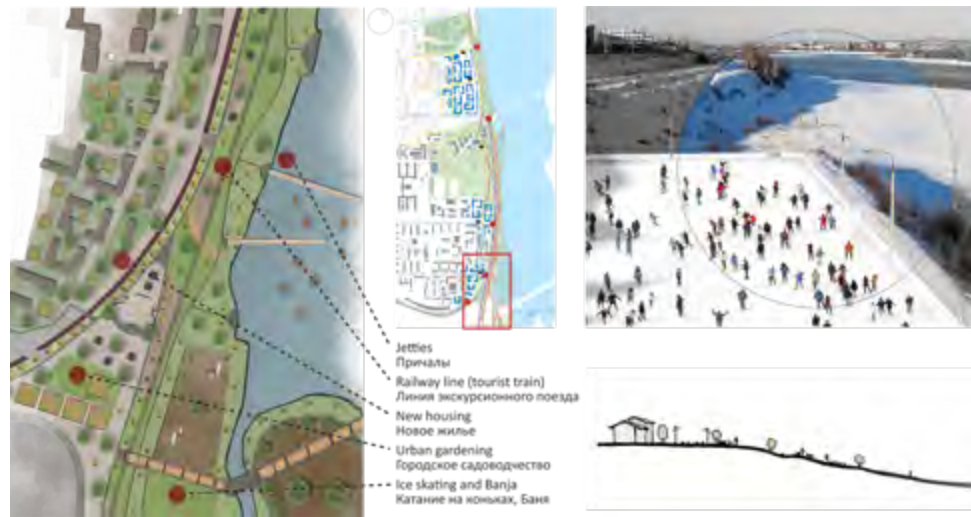 Jetties
Причалы
Railway line (tourist train)
Линия экскурсионного поезда
New housing
Новое жилье
Urban gardening
Городское садоводчество
Ice skating and Banja
Катание на коньках, Баня